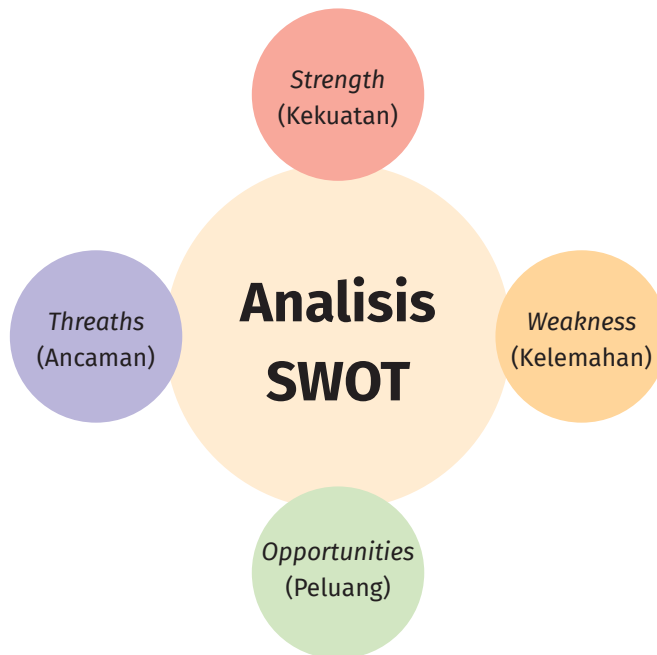 Strength
(Kekuatan)
Analisis
SWOT
Threaths
(Ancaman)
Weakness
(Kelemahan)
Opportunities
(Peluang)